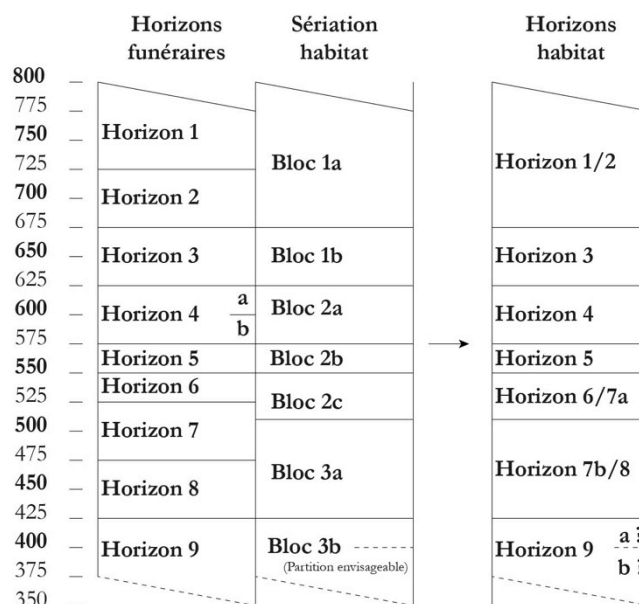 Horizons
funéraires
Sériation
habitat
Horizons
habitat
800
775
750
725
700
675
650
625
600
575
550
525
500
475
450
425
400
375
350
Horizon 1
Horizon 2
Horizon 3
Horizon 4
a
b
Horizon 5
Horizon 6
Horizon 7
Horizon 8
Horizon 9
Bloc 1a
Bloc 1b
Bloc 2a
Bloc 2b
Bloc 2c
Bloc 3a
Bloc 3b
(Partition envisageable)
Horizon 1/2
Horizon 3
Horizon 4
Horizon 5
Horizon 6/7a
Horizon 7b/8
Horizon 9
a
b